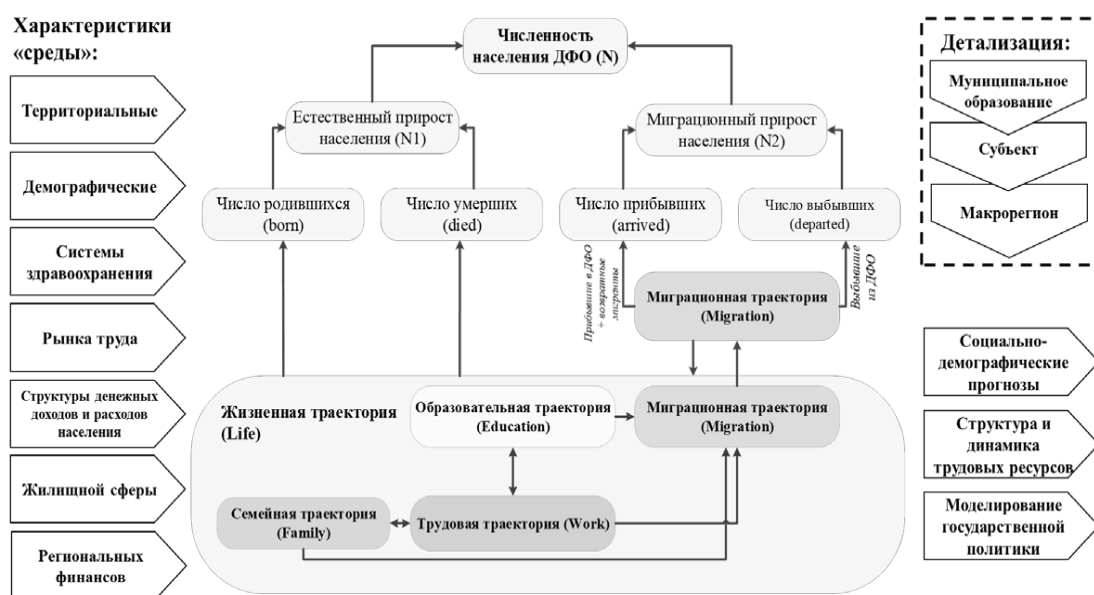 Характеристики
«среды»:
Территориальные
Демографические
Системы
здравоохранения
Рынка труда
Структуры денежных
доходов и расходов
населения
Жилищной сферы
Региональных
финансов
Численность
населения ДФО (N)
Естественный прирост
населения (N1)
Миграционный прирост
населения (N2)
Число родившихся
(born)
Число умерших
(died)
Число прибывших
(arrived)
Число выбывших
(departed)
Прибывшие в ДФО
+ возвратные
мигранты
Миграционная траектория
(Migration)
Выбывшие
из ДФО
Жизненная траектория
(Life)
Образовательная траектория
(Education)
Миграционная траектория
(Migration)
Семейная траектория
(Family)
Трудовая траектория (Work)
Детализация:
Муниципальное
образование
Субъект
Макрорегион
Социально-
демографические
прогнозы
Структура и
динамика
трудовых ресурсов
Моделирование
государственной
политики